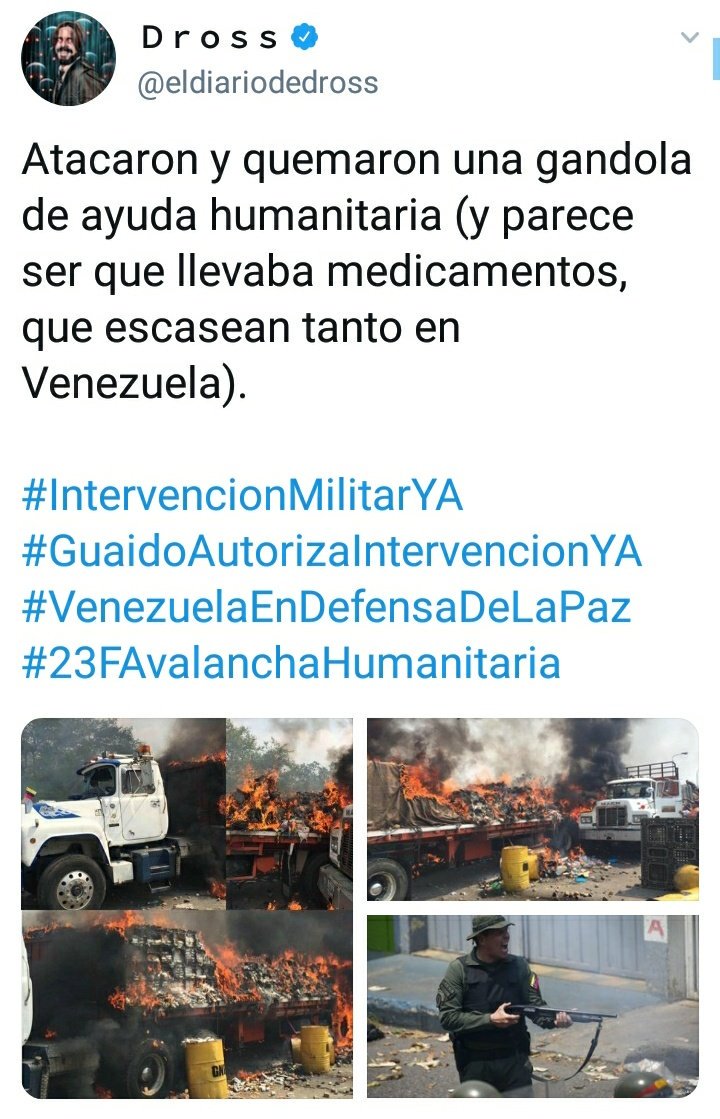 Dross
@eldiariodedross
Atacaron y quemaron una gandola
de ayuda humanitaria (y parece
ser que llevaba medicamentos,
que escasean tanto en
Venezuela).
#IntervencionMilitarYA
#GuaidoAutorizaIntervencionYA
#VenezuelaEnDefensaDeLaPaz
#23FAvalanchaHumanitaria
A